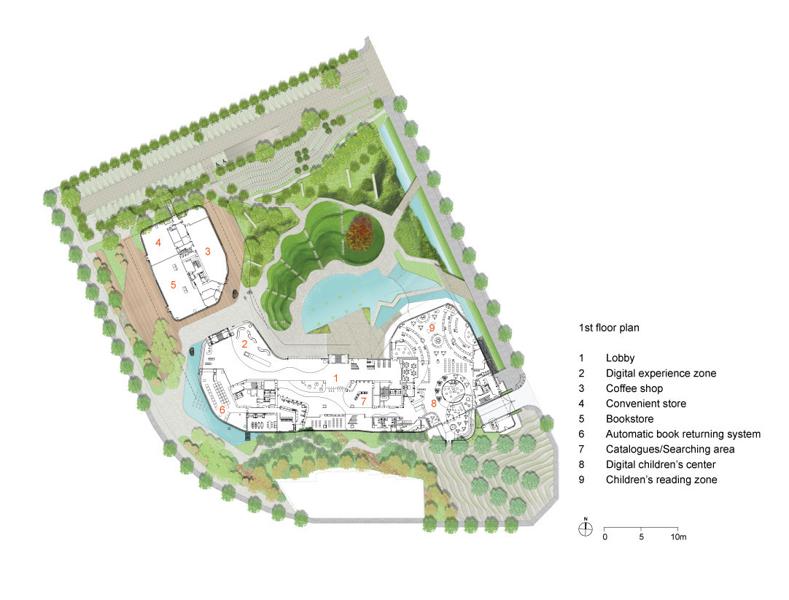 4
3
5
2
9
1
7
6
8
1st floor plan
1 Lobby
2 Digital experience zone
3 Coffee shop
4 Convenient store
5 Bookstore
6 Automatic book returning system
7 Catalogues/Searching area
8 Digital children's center
9 Children's reading zone
N
0 5 10m